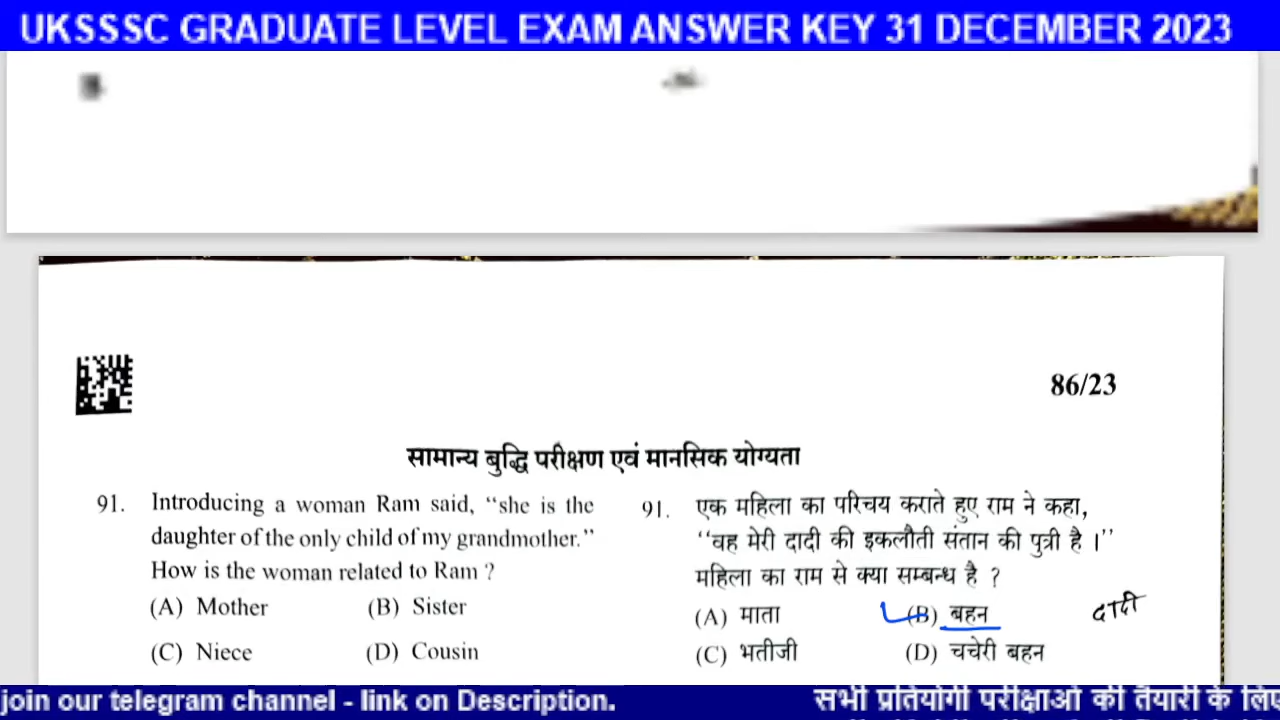 UKSSSC GRADUATE LEVEL EXAM ANSWER KEY 31 DECEMBER 2023
86/23
सामान्य बुद्धि परीक्षण एवं मानसिक योग्यता
91. Introducing a woman Ram said, “she is the
daughter of the only child of my grandmother.”
How is the woman related to Ram ?
(A) Mother (B) Sister
(C) Niece (D) Cousin
91. एक महिला का परिचय कराते हुए राम ने कहा,
“वह मेरी दादी की इकलौती संतान की पुत्री है ।”
महिला का राम से क्या सम्बन्ध है ?
(A) माता (B) बहन
दादी
(C) भतीजी (D) चचेरी बहन
join our telegram channel - link on Description.
सभी प्रतियोगी परीक्षाओं की तैयारी के लिए